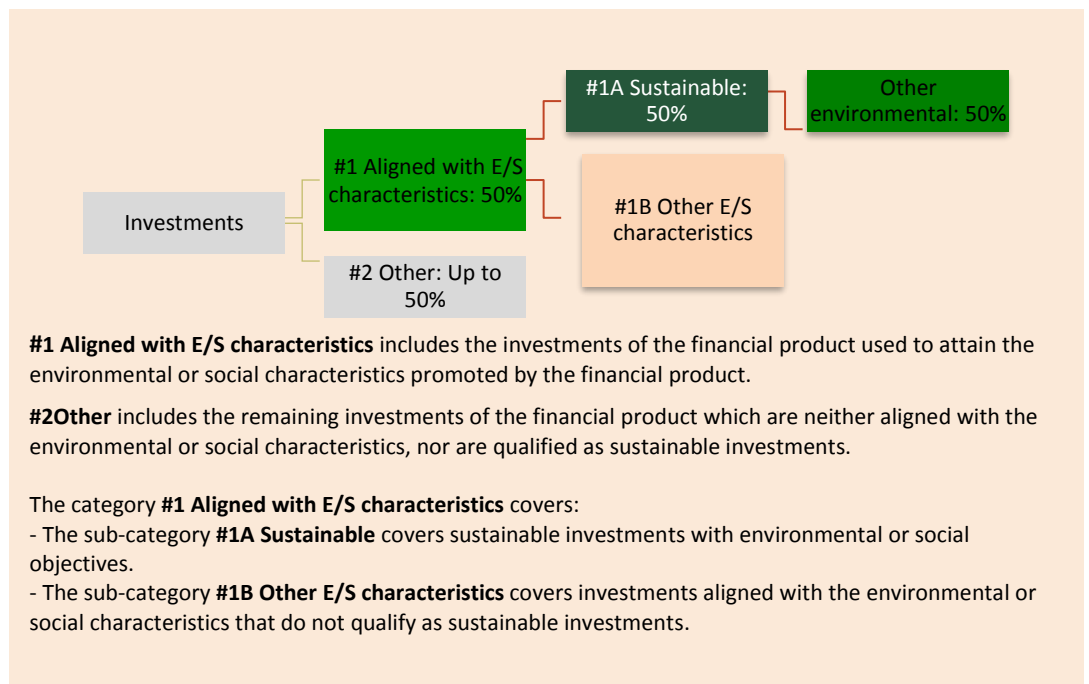 #1A Sustainable:
50%
Other
environmental: 50%
#1 Aligned with E/S
characteristics: 50%
#1B Other E/S
characteristics
Investments
#2 Other: Up to
50%
#1 Aligned with E/S characteristics includes the investments of the financial product used to attain the
environmental or social characteristics promoted by the financial product.
#2Other includes the remaining investments of the financial product which are neither aligned with the
environmental or social characteristics, nor are qualified as sustainable investments.
The category #1 Aligned with E/S characteristics covers:
- The sub-category #1A Sustainable covers sustainable investments with environmental or social
objectives.
- The sub-category #1B Other E/S characteristics covers investments aligned with the environmental or
social characteristics that do not qualify as sustainable investments.